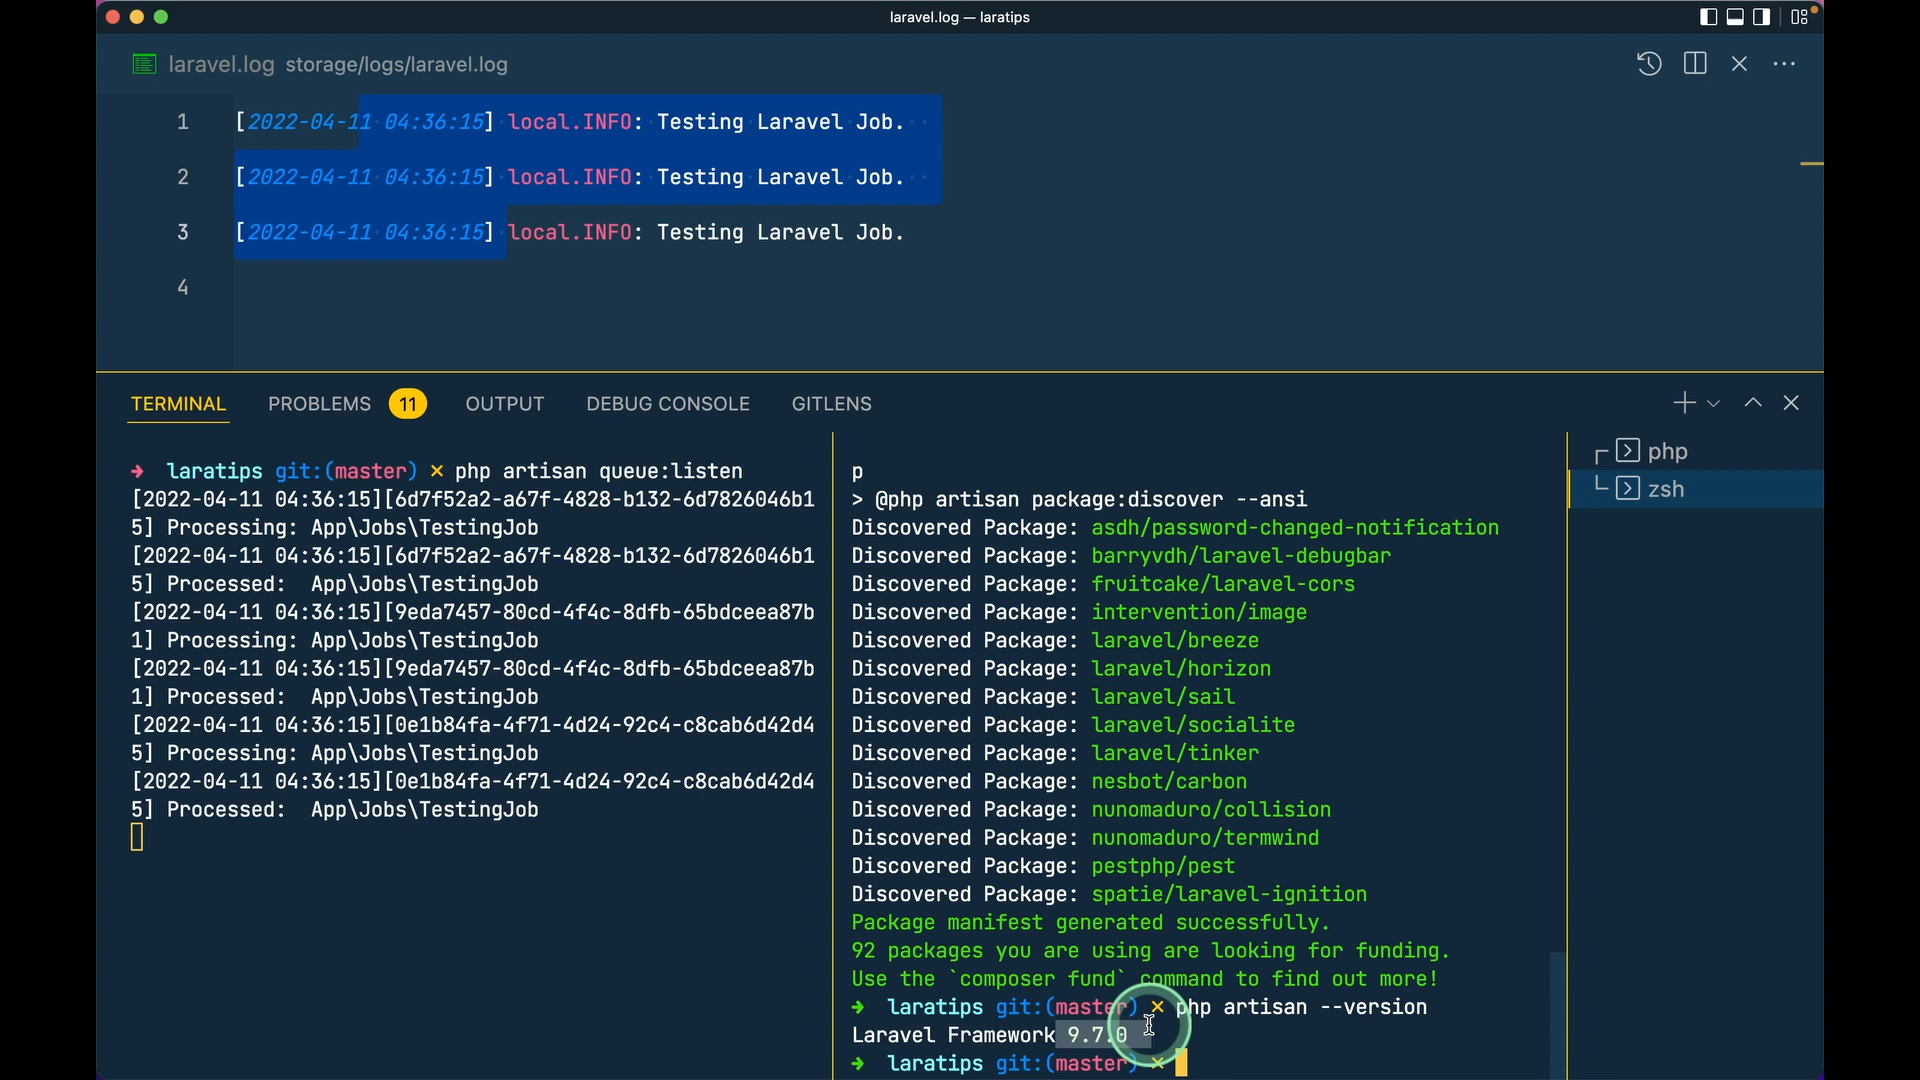 laravel.log — laratips
laravel.log storage/logs/laravel.log
1 [2022-04-11 04:36:15] local.INFO: Testing Laravel Job.
2 [2022-04-11 04:36:15] local.INFO: Testing Laravel Job.
3 [2022-04-11 04:36:15] local.INFO: Testing Laravel Job.
4
TERMINAL PROBLEMS 11 OUTPUT DEBUG CONSOLE GITLENS
➜ laratips git:(master) ✗ php artisan queue:listen
[2022-04-11 04:36:15][6d7f52a2-a67f-4828-b132-6d7826046b1
5] Processing: App\Jobs\TestingJob
[2022-04-11 04:36:15][6d7f52a2-a67f-4828-b132-6d7826046b1
5] Processed:  App\Jobs\TestingJob
[2022-04-11 04:36:15][9eda7457-80cd-4f4c-8dfb-65bdceea87b
1] Processing: App\Jobs\TestingJob
[2022-04-11 04:36:15][9eda7457-80cd-4f4c-8dfb-65bdceea87b
1] Processed:  App\Jobs\TestingJob
[2022-04-11 04:36:15][0e1b84fa-4f71-4d24-92c4-c8cab6d42d4
5] Processing: App\Jobs\TestingJob
[2022-04-11 04:36:15][0e1b84fa-4f71-4d24-92c4-c8cab6d42d4
5] Processed:  App\Jobs\TestingJob
p
> @php artisan package:discover --ansi
Discovered Package: asdh/password-changed-notification
Discovered Package: barryvdh/laravel-debugbar
Discovered Package: fruitcake/laravel-cors
Discovered Package: intervention/image
Discovered Package: laravel/breeze
Discovered Package: laravel/horizon
Discovered Package: laravel/sail
Discovered Package: laravel/socialite
Discovered Package: laravel/tinker
Discovered Package: nesbot/carbon
Discovered Package: nunomaduro/collision
Discovered Package: nunomaduro/termwind
Discovered Package: pestphp/pest
Discovered Package: spatie/laravel-ignition
Package manifest generated successfully.
92 packages you are using are looking for funding.
Use the `composer fund` command to find out more!
➜ laratips git:(master) ✗ php artisan --version
Laravel Framework 9.7.0
➜ laratips git:(master) ✗
php
zsh